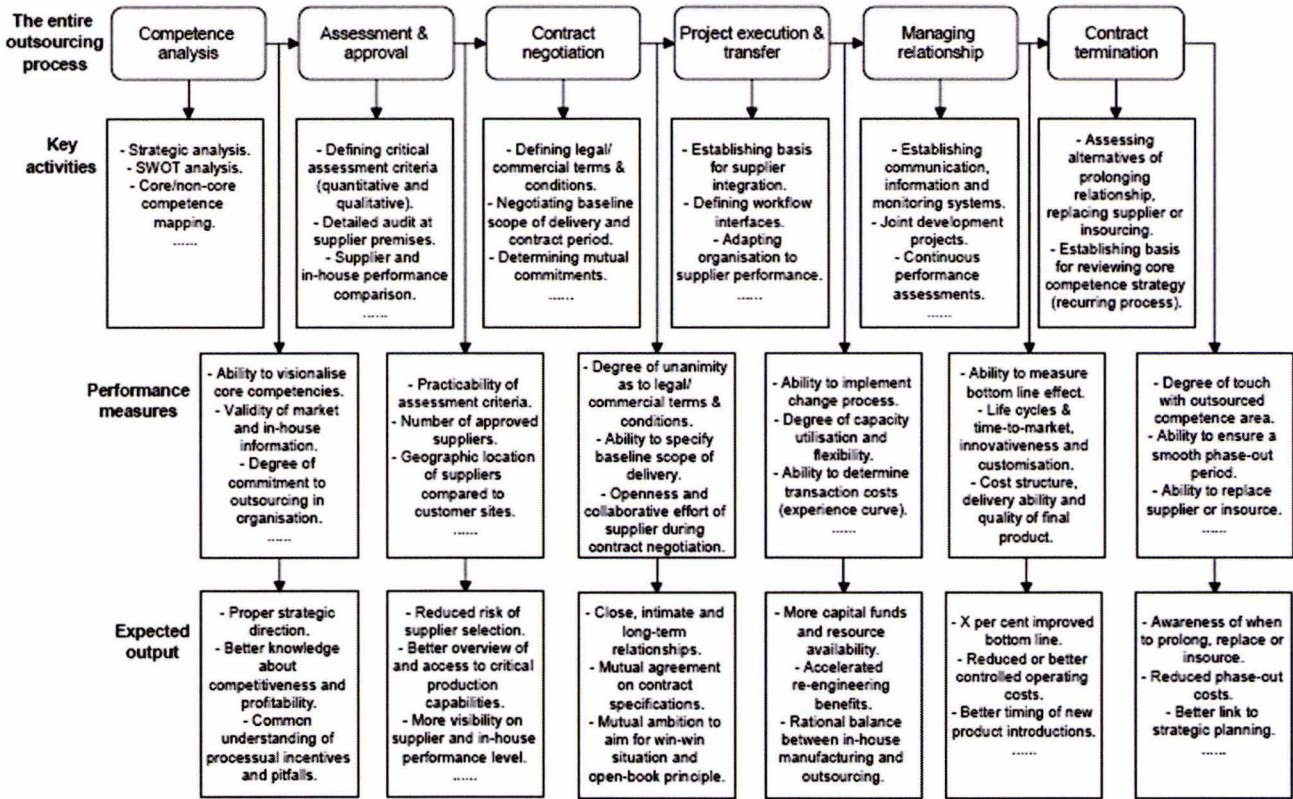 The entire
outsourcing
process
Competence
analysis
Assessment &
approval
Contract
negotiation
Project execution &
transfer
Managing
relationship
Contract
termination
Key
activities
- Strategic analysis.
- SWOT analysis.
- Core/non-core
competence
mapping.
......
- Defining critical
assessment criteria
(quantitative and
qualitative).
- Detailed audit at
supplier premises.
- Supplier and
in-house performance
comparison.
......
- Defining legal/
commercial terms &
conditions.
- Negotiating baseline
scope of delivery and
contract period.
- Determining mutual
commitments.
......
- Establishing basis
for supplier
integration.
- Defining workflow
interfaces.
- Adapting
organisation to
supplier performance.
......
- Establishing
communication,
information and
monitoring systems.
- Joint development
projects.
- Continuous
performance
assessments.
......
- Assessing
alternatives of
prolonging
relationship,
replacing supplier or
insourcing.
- Establishing basis
for reviewing core
competence strategy
(recurring process).
Performance
measures
- Ability to visionalise
core competencies.
- Validity of market
and in-house
information.
- Degree of
commitment to
outsourcing in
organisation.
......
- Practicability of
assessment criteria.
- Number of approved
suppliers.
- Geographic location
of suppliers
compared to
customer sites.
......
- Degree of unanimity
as to legal/
commercial terms &
conditions.
- Ability to specify
baseline scope of
delivery.
- Openness and
collaborative effort of
supplier during
contract negotiation.
- Ability to implement
change process.
- Degree of capacity
utilisation and
flexibility.
- Ability to determine
transaction costs
(experience curve).
......
- Ability to measure
bottom line effect.
- Life cycles &
time-to-market,
innovativeness and
customisation.
- Cost structure,
delivery ability and
quality of final
product.
- Degree of touch
with outsourced
competence area.
- Ability to ensure a
smooth phase-out
period.
- Ability to replace
supplier or insource.
......
Expected
output
- Proper strategic
direction.
- Better knowledge
about
competitiveness and
profitability.
- Common
understanding of
processual incentives
and pitfalls.
- Reduced risk of
supplier selection.
- Better overview of
and access to critical
production
capabilities.
- More visibility on
supplier and in-house
performance level.
......
- Close, intimate and
long-term
relationships.
- Mutual agreement
on contract
specifications.
- Mutual ambition to
aim for win-win
situation and
open-book principle.
- More capital funds
and resource
availability.
- Accelerated
re-engineering
benefits.
- Rational balance
between in-house
manufacturing and
outsourcing.
- X per cent improved
bottom line.
- Reduced or better
controlled operating
costs.
- Better timing of new
product introductions.
......
- Awareness of when
to prolong, replace or
insource.
- Reduced phase-out
costs.
- Better link to
strategic planning.
......